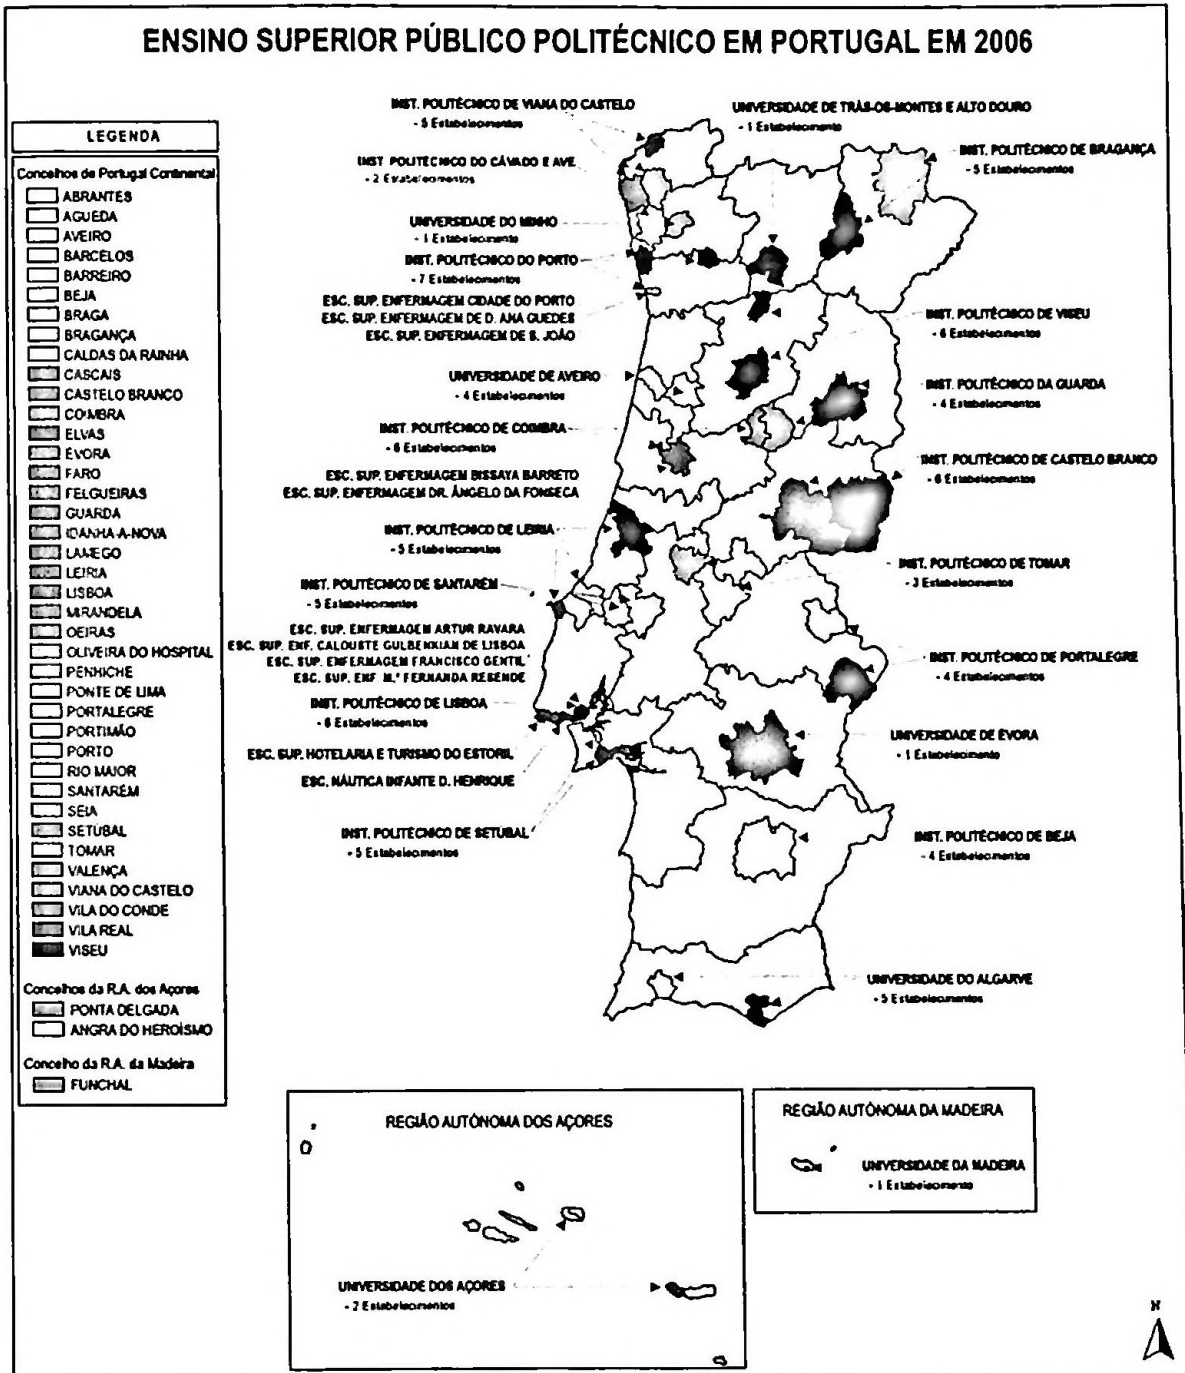 ENSINO SUPERIOR PÚBLICO POLITÉCNICO EM PORTUGAL EM 2006
LEGENDA
Concelhos de Portugal Continental
ABRANTES
AGUEDA
AVEIRO
BARCELOS
BARREIRO
BEJA
BRAGA
BRAGANÇA
CALDAS DA RAINHA
CASCAIS
CASTELO BRANCO
COIMBRA
ELVAS
ÉVORA
FARO
FELGUEIRAS
GUARDA
IDANHA-A-NOVA
LAMEGO
LEIRIA
LISBOA
MIRANDELA
OEIRAS
OLIVEIRA DO HOSPITAL
PENHICHE
PONTE DE LIMA
PORTALEGRE
PORTIMÃO
PORTO
RIO MAIOR
SANTARÉM
SEIA
SETÚBAL
TOMAR
VALENÇA
VIANA DO CASTELO
VILA DO CONDE
VILA REAL
VISEU
Concelhos da R.A. dos Açores
PONTA DELGADA
ANGRA DO HEROÍSMO
Concelho da R.A. da Madeira
FUNCHAL
INST. POLITÉCNICO DE VIANA DO CASTELO
- 5 Estabelecimentos
INST POLITÉCNICO DO CÁVADO E AVE
- 2 Estabelecimentos
UNIVERSIDADE DO MINHO
- 1 Estabelecimento
INST. POLITÉCNICO DO PORTO
- 7 Estabelecimentos
ESC. SUP. ENFERMAGEM CIDADE DO PORTO
ESC. SUP. ENFERMAGEM DE D. ANA GUEDES
ESC. SUP. ENFERMAGEM DE S. JOÃO
UNIVERSIDADE DE AVEIRO
- 4 Estabelecimentos
INST. POLITÉCNICO DE COIMBRA
- 6 Estabelecimentos
ESC. SUP. ENFERMAGEM BISSAYA BARRETO
ESC. SUP. ENFERMAGEM DR. ÂNGELO DA FONSECA
INST. POLITÉCNICO DE LEIRIA
- 5 Estabelecimentos
INST. POLITÉCNICO DE SANTARÉM
- 5 Estabelecimentos
ESC. SUP. ENFERMAGEM ARTUR RAVARA
ESC. SUP. ENF. CALOUSTE GULBENKIAN DE LISBOA
ESC. SUP. ENFERMAGEM FRANCISCO GENTIL
ESC. SUP. ENF. M.ª FERNANDA RESENDE
INST. POLITÉCNICO DE LISBOA
- 8 Estabelecimentos
ESC. SUP. HOTELARIA E TURISMO DO ESTORIL
ESC. NÁUTICA INFANTE D. HENRIQUE
INST. POLITÉCNICO DE SETÚBAL
- 5 Estabelecimentos
UNIVERSIDADE DE TRÁS-OS-MONTES E ALTO DOURO
- 1 Estabelecimento
INST. POLITÉCNICO DE BRAGANÇA
- 5 Estabelecimentos
INST. POLITÉCNICO DE VISEU
- 6 Estabelecimentos
INST. POLITÉCNICO DA GUARDA
- 4 Estabelecimentos
INST. POLITÉCNICO DE CASTELO BRANCO
- 6 Estabelecimentos
INST. POLITÉCNICO DE TOMAR
- 3 Estabelecimentos
INST. POLITÉCNICO DE PORTALEGRE
- 4 Estabelecimentos
UNIVERSIDADE DE ÉVORA
- 1 Estabelecimento
INST. POLITÉCNICO DE BEJA
- 4 Estabelecimentos
UNIVERSIDADE DO ALGARVE
- 5 Estabelecimentos
REGIÃO AUTÓNOMA DOS AÇORES
UNIVERSIDADE DOS AÇORES
- 2 Estabelecimentos
REGIÃO AUTÓNOMA DA MADEIRA
UNIVERSIDADE DA MADEIRA
- 1 Estabelecimento
N